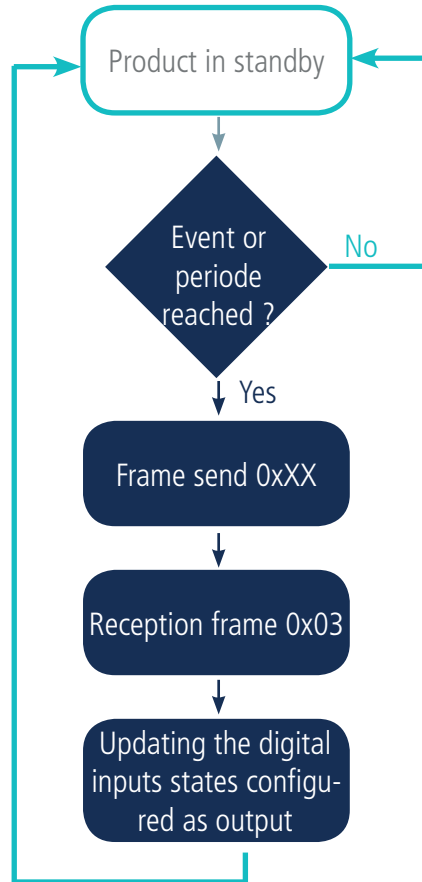 Product in standby
Event or
periode
reached ?
No
Yes
Frame send 0xXX
Reception frame 0x03
Updating the digital
inputs states configu-
red as output